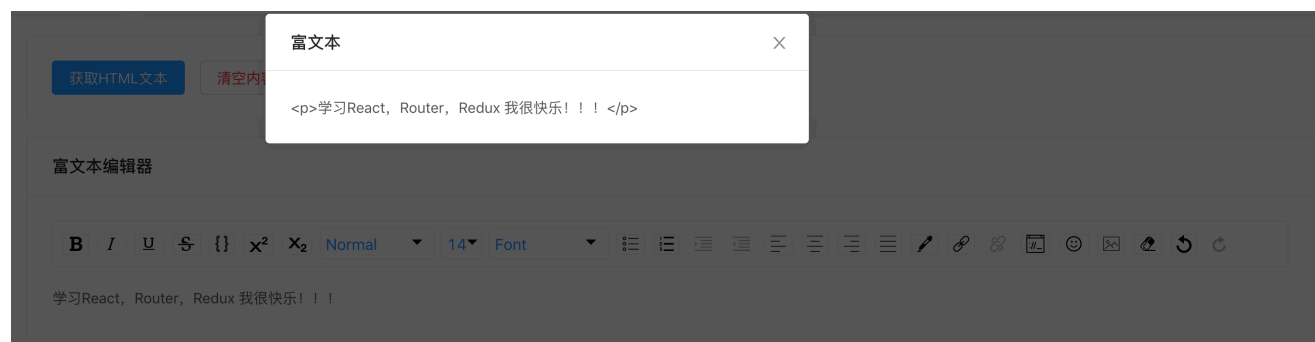 富文本
获取HTML文本
清空内
<p>学习React，Router，Redux 我很快乐！！！</p>
富文本编辑器
B I U S {} x² X₂ Normal 14 Font
学习React，Router，Redux 我很快乐！！！